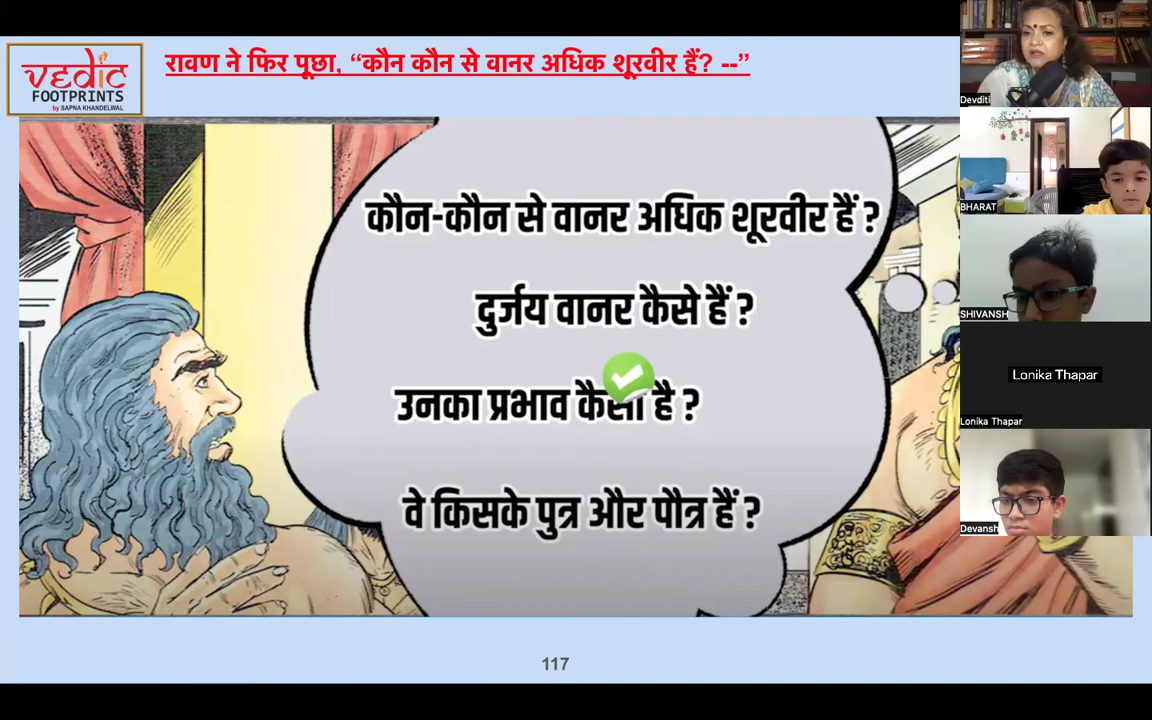 vedic
FOOTPRINTS
by SAPNA KHANDELWAL
रावण ने फिर पूछा, “कौन कौन से वानर अधिक शूरवीर हैं? --”
कौन-कौन से वानर अधिक शूरवीर हैं ?
दुर्जय वानर कैसे हैं ?
उनका प्रभाव कैसा है ?
वे किसके पुत्र और पौत्र हैं ?
117
Devditi
BHARAT
SHIVANSH
Lonika Thapar
Lonika Thapar
Devansh